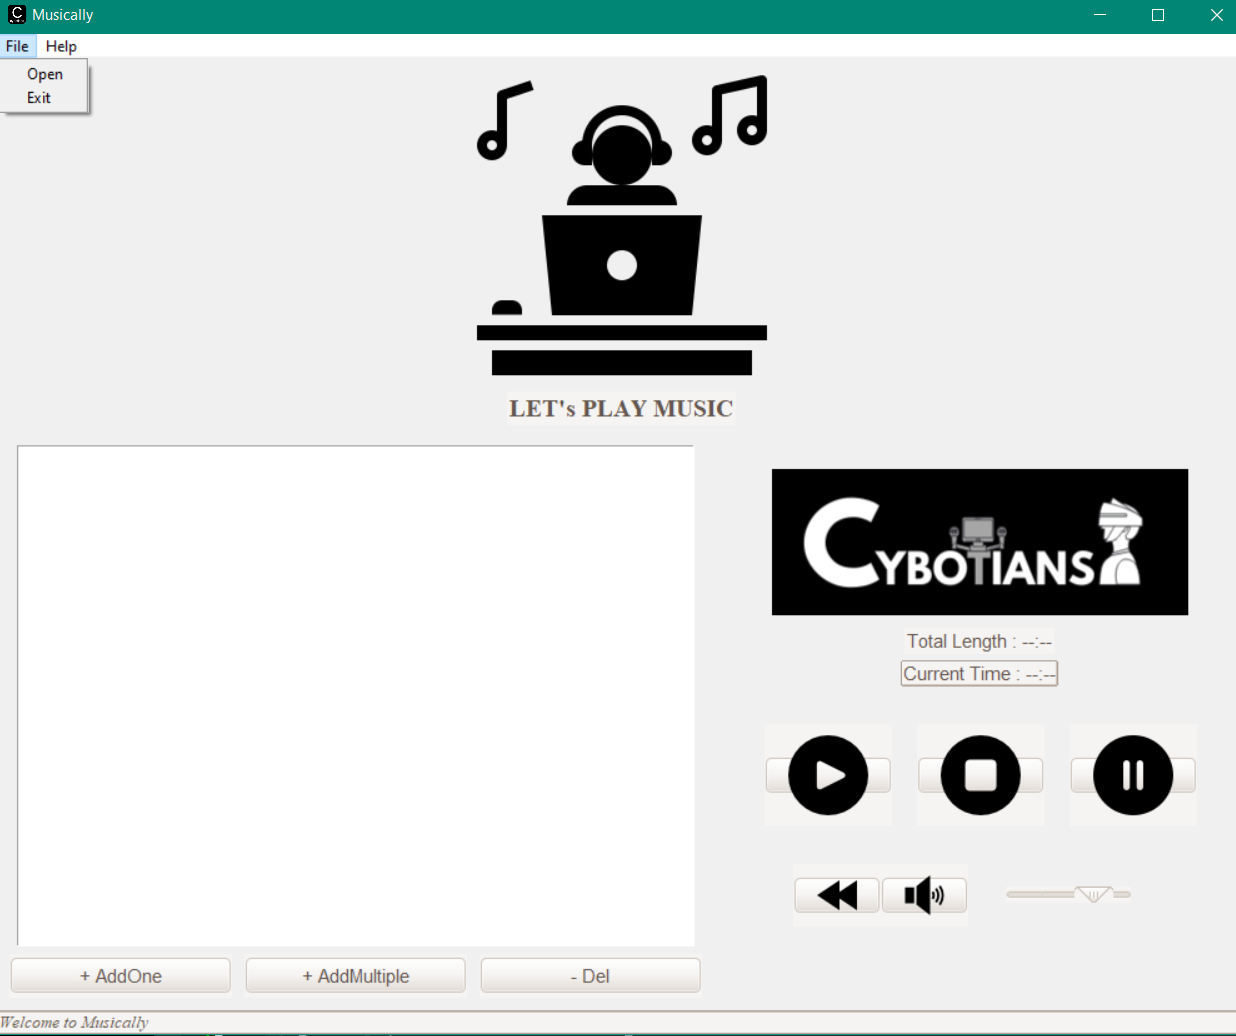 Musically
File Help
Open
Exit
LET's PLAY MUSIC
CYBOTIANS
Total Length : --:--
Current Time : --:--
+ AddOne + AddMultiple - Del
Welcome to Musically